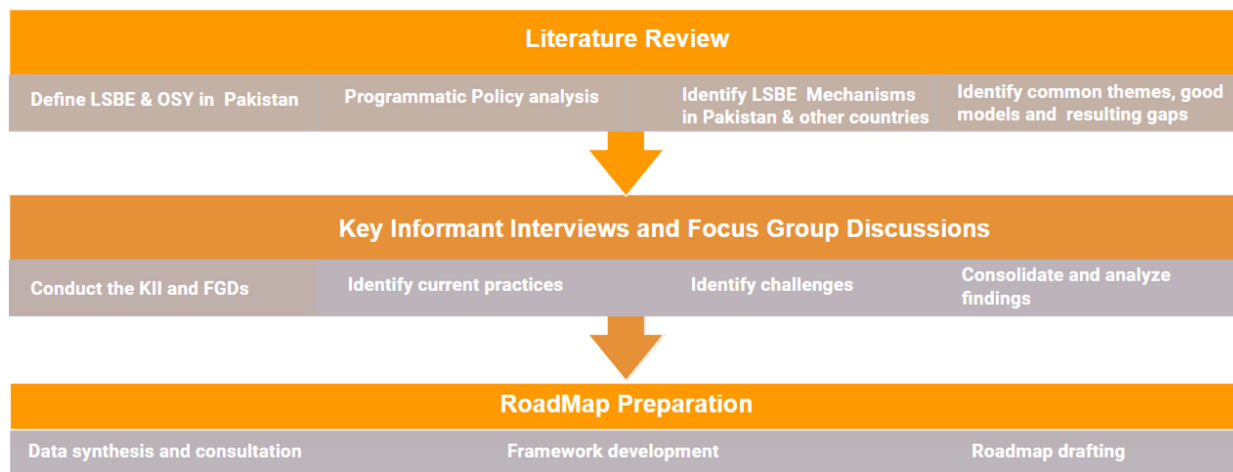 Literature Review
Define LSBE & OSY in Pakistan
Programmatic Policy analysis
Identify LSBE Mechanisms
in Pakistan & other countries
Identify common themes, good
models and resulting gaps
Key Informant Interviews and Focus Group Discussions
Conduct the KII and FGDs
Identify current practices
Identify challenges
Consolidate and analyze
findings
RoadMap Preparation
Data synthesis and consultation
Framework development
Roadmap drafting